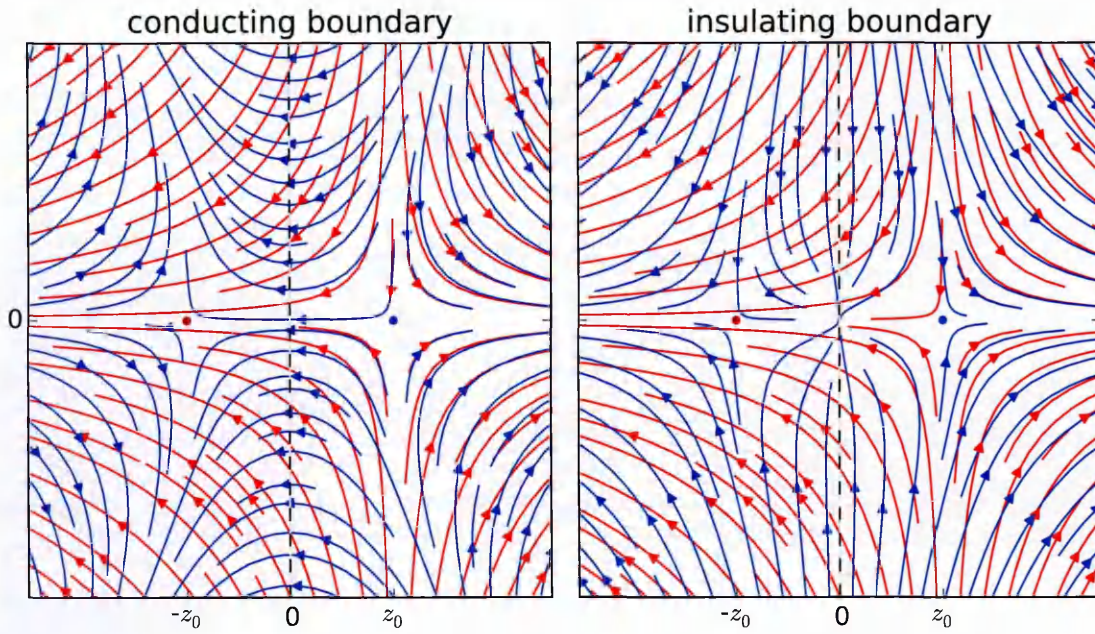 conducting boundary
insulating boundary
0
-z₀ 0 z₀
-z₀ 0 z₀